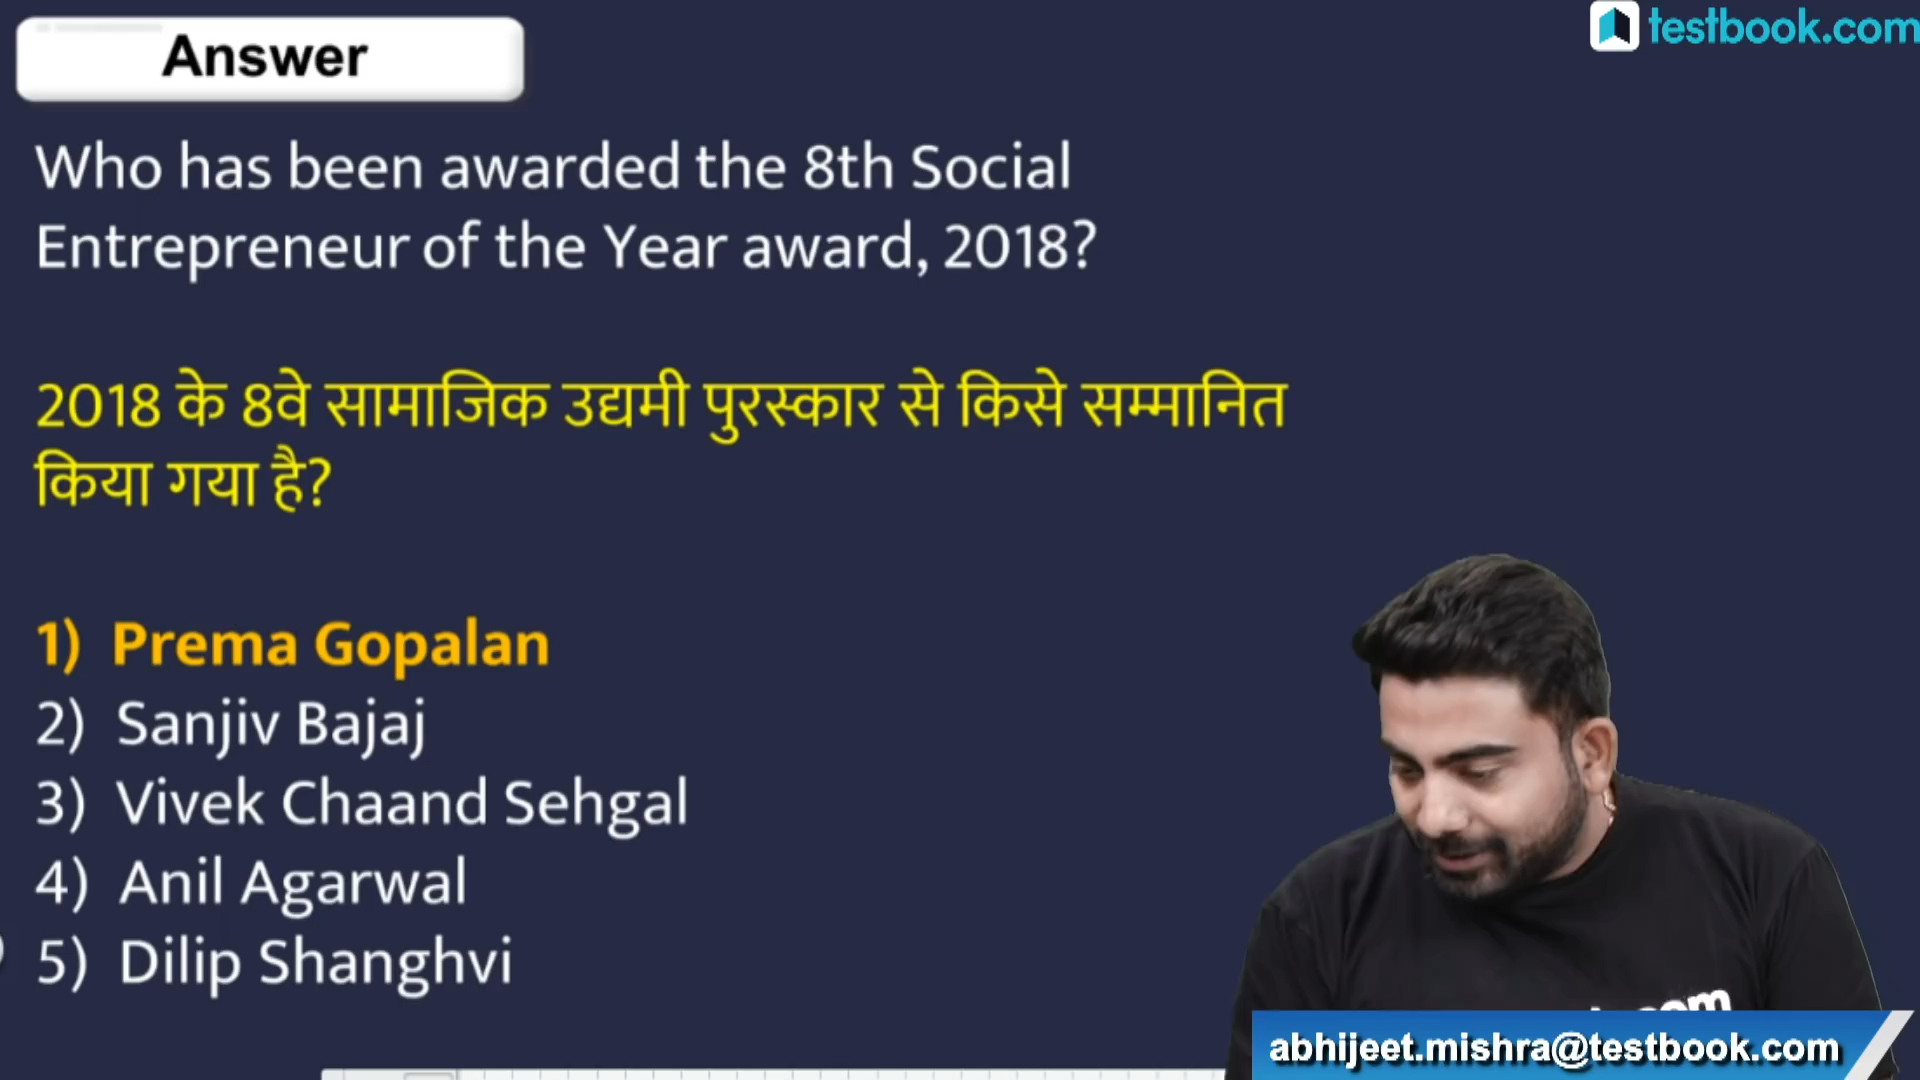 Answer
testbook.com
Who has been awarded the 8th Social
Entrepreneur of the Year award, 2018?
2018 के 8वे सामाजिक उद्यमी पुरस्कार से किसे सम्मानित
किया गया है?
1) Prema Gopalan
2) Sanjiv Bajaj
3) Vivek Chaand Sehgal
4) Anil Agarwal
5) Dilip Shanghvi
abhijeet.mishra@testbook.com